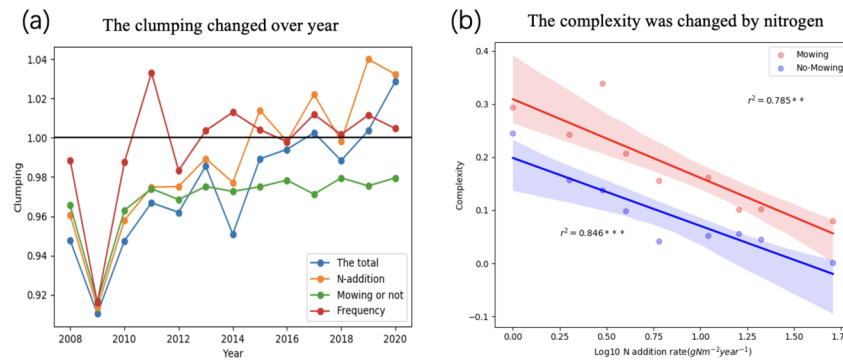 (a)
The clumping changed over year
1.04
1.02
1.00
0.98
0.96
0.94
0.92
Clumping
2008 2010 2012 2014 2016 2018 2020
Year
The total
N-addition
Mowing or not
Frequency
(b)
The complexity was changed by nitrogen
0.4
0.3
0.2
0.1
0.0
−0.1
Complexity
0.00 0.25 0.50 0.75 1.00 1.25 1.50 1.75
Log10 N addition rate(gNm⁻²year⁻¹)
Mowing
No-Mowing
r² = 0.785 * *
r² = 0.846 * * *